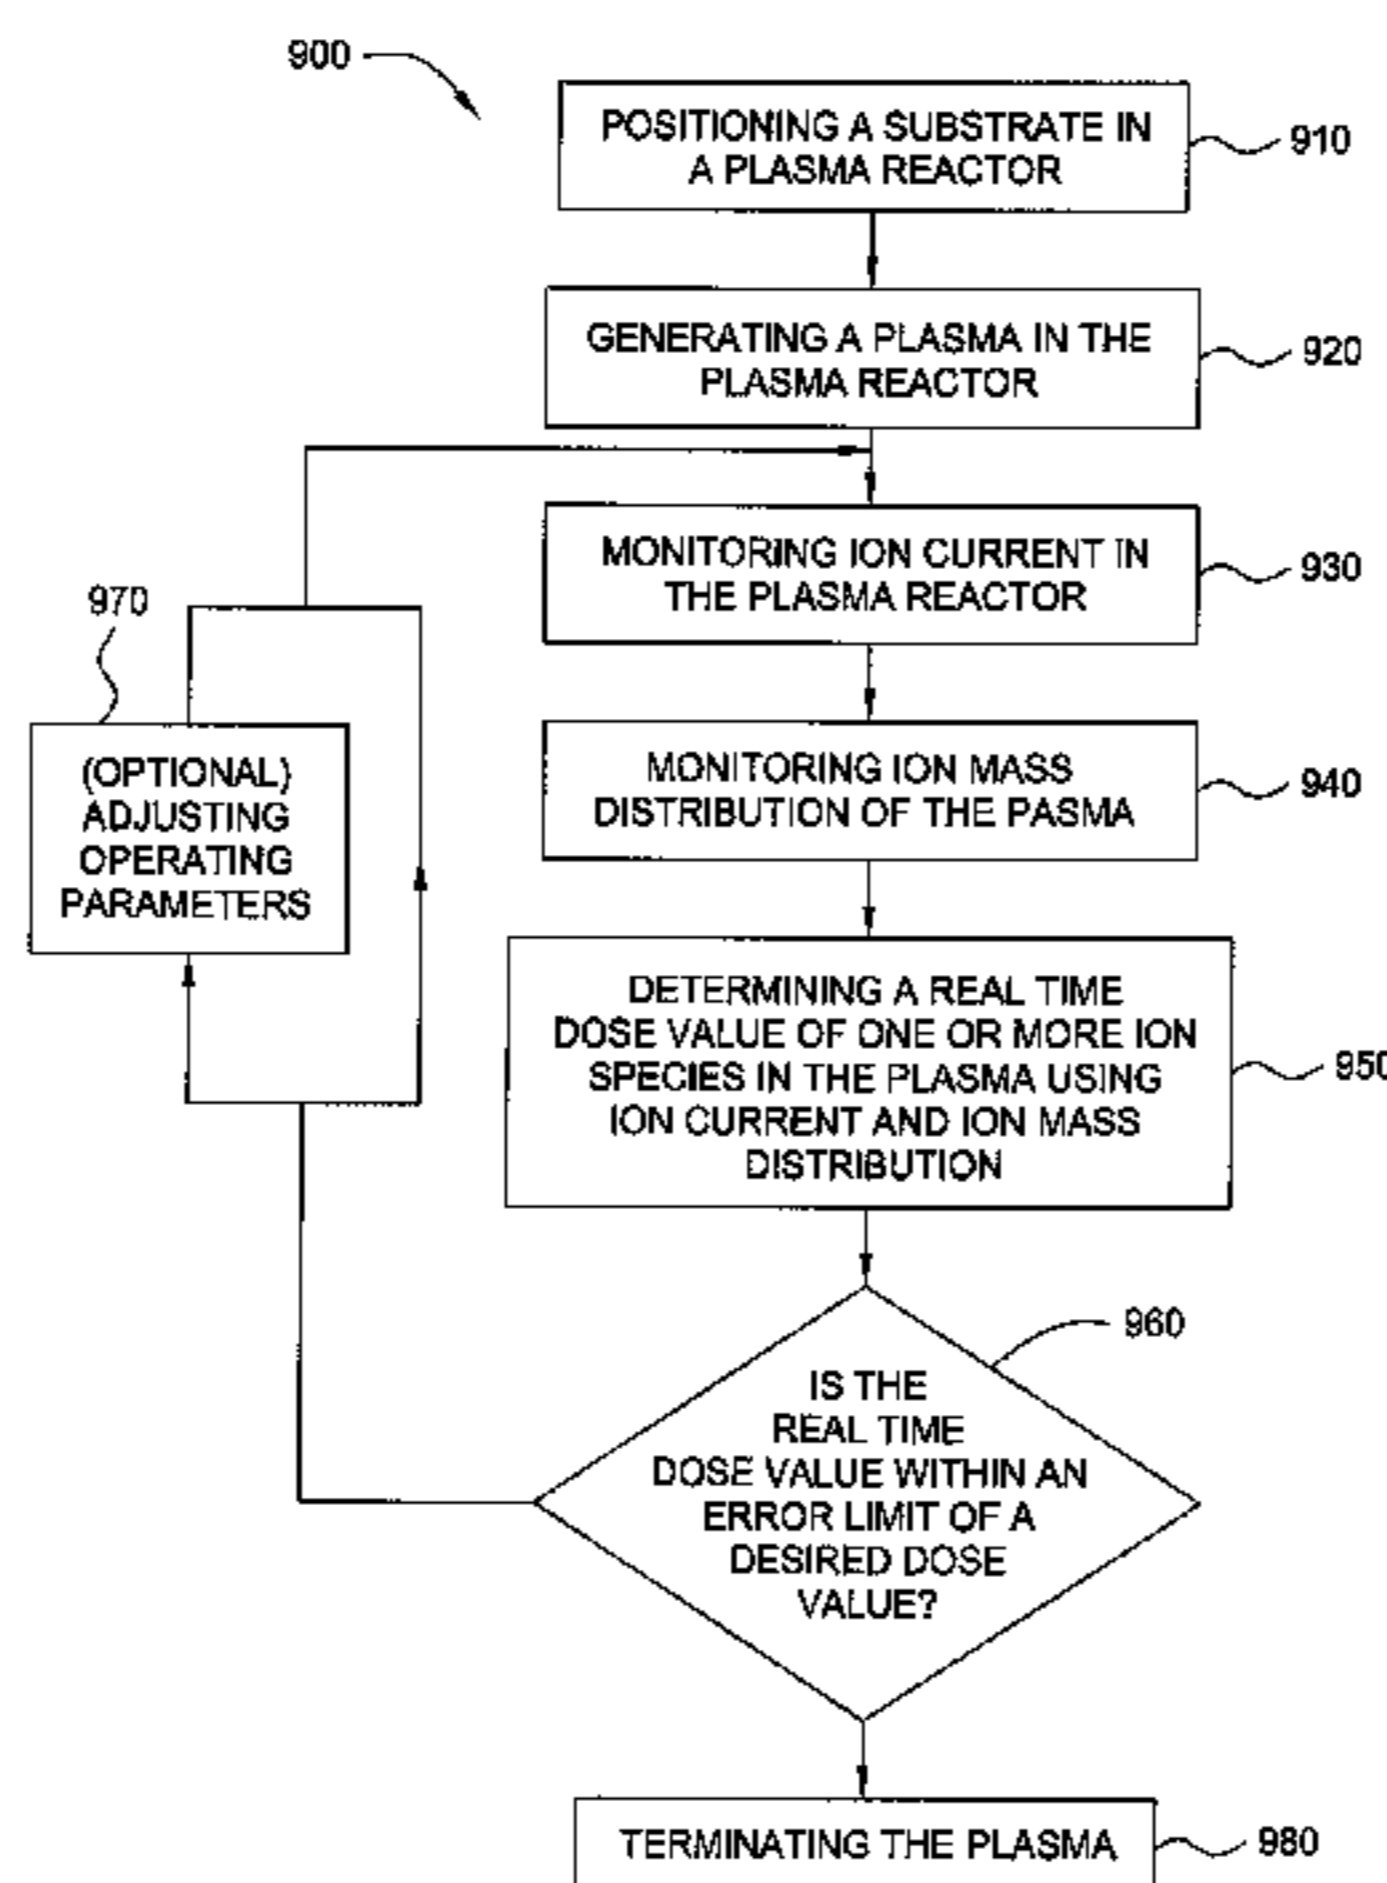 900
POSITIONING A SUBSTRATE IN
A PLASMA REACTOR
910
GENERATING A PLASMA IN THE
PLASMA REACTOR
920
MONITORING ION CURRENT IN
THE PLASMA REACTOR
930
970
(OPTIONAL)
ADJUSTING
OPERATING
PARAMETERS
MONITORING ION MASS
DISTRIBUTION OF THE PASMA
940
DETERMINING A REAL TIME
DOSE VALUE OF ONE OR MORE ION
SPECIES IN THE PLASMA USING
ION CURRENT AND ION MASS
DISTRIBUTION
950
960
IS THE
REAL TIME
DOSE VALUE WITHIN AN
ERROR LIMIT OF A
DESIRED DOSE
VALUE?
TERMINATING THE PLASMA
980